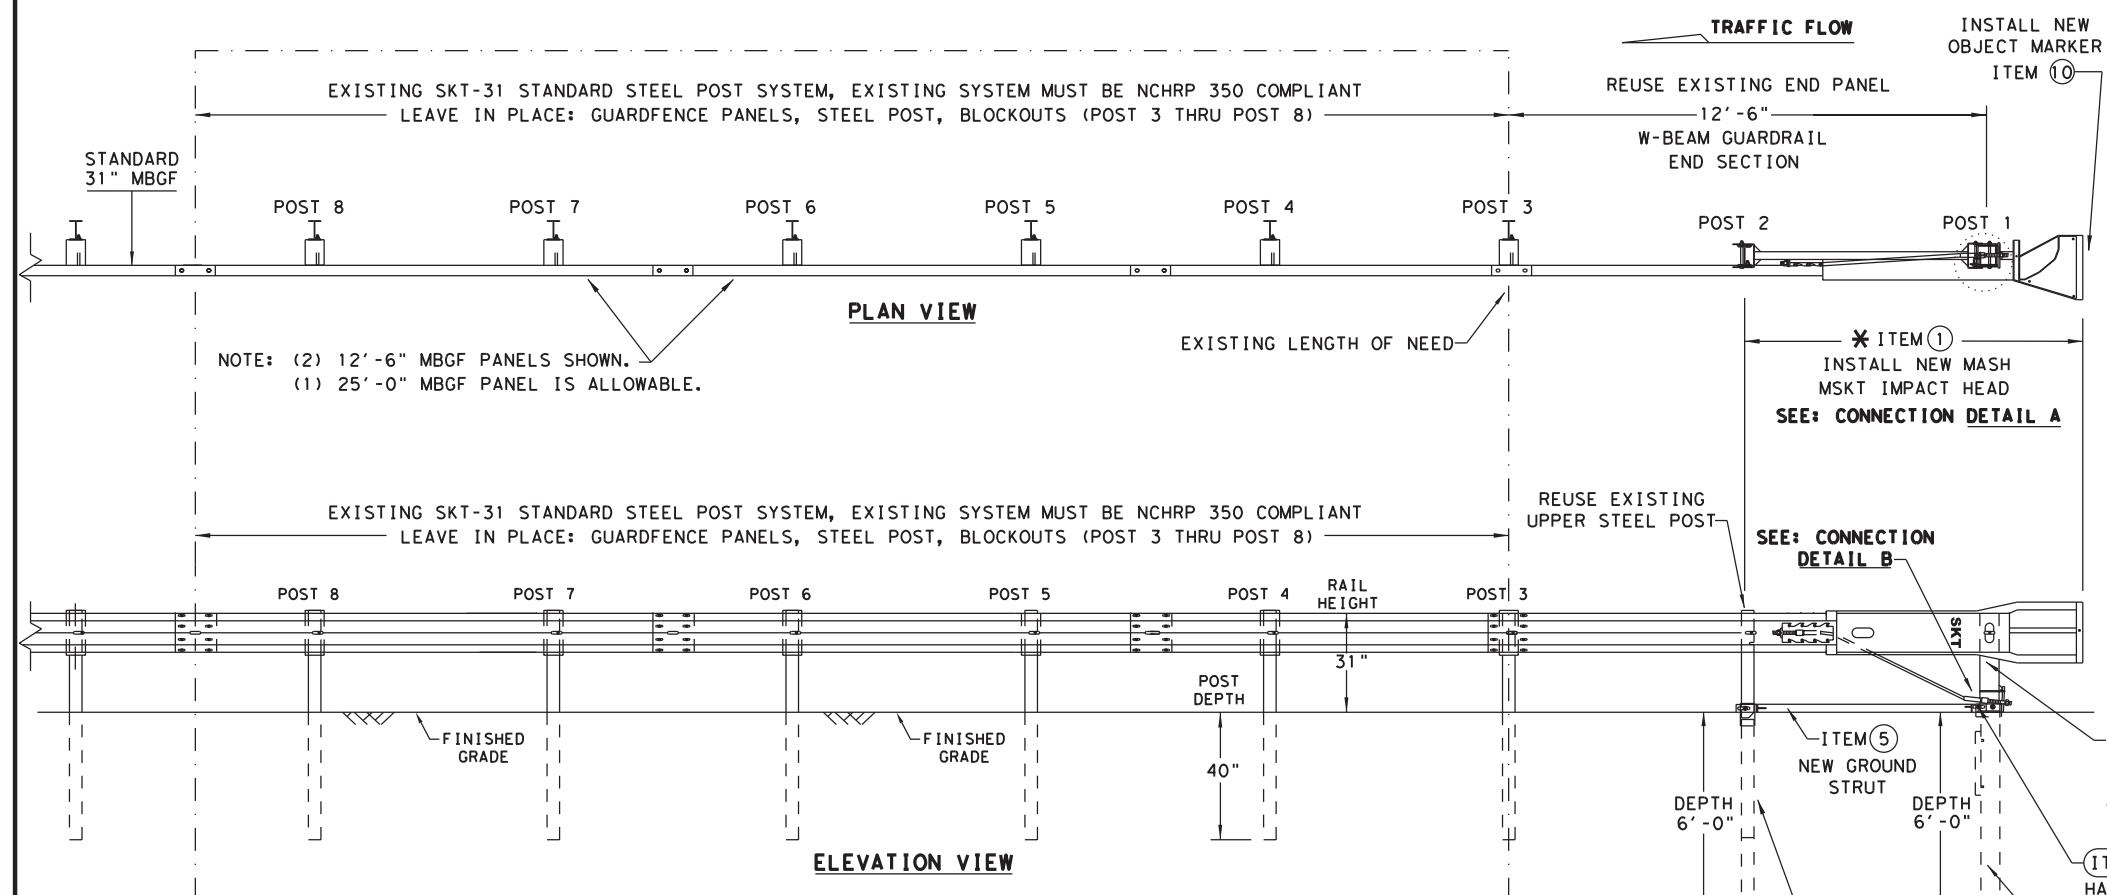 TRAFFIC FLOW
INSTALL NEW
OBJECT MARKER
ITEM 10
EXISTING SKT-31 STANDARD STEEL POST SYSTEM, EXISTING SYSTEM MUST BE NCHRP 350 COMPLIANT
LEAVE IN PLACE: GUARDFENCE PANELS, STEEL POST, BLOCKOUTS (POST 3 THRU POST 8)
REUSE EXISTING END PANEL
12'-6"
W-BEAM GUARDRAIL
END SECTION
STANDARD
31" MBGF
POST 8
POST 7
POST 6
POST 5
POST 4
POST 3
POST 2
POST 1
PLAN VIEW
NOTE: (2) 12'-6" MBGF PANELS SHOWN.
(1) 25'-0" MBGF PANEL IS ALLOWABLE.
EXISTING LENGTH OF NEED
* ITEM 1
INSTALL NEW MASH
MSKT IMPACT HEAD
SEE: CONNECTION DETAIL A
EXISTING SKT-31 STANDARD STEEL POST SYSTEM, EXISTING SYSTEM MUST BE NCHRP 350 COMPLIANT
LEAVE IN PLACE: GUARDFENCE PANELS, STEEL POST, BLOCKOUTS (POST 3 THRU POST 8)
REUSE EXISTING
UPPER STEEL POST
SEE: CONNECTION
DETAIL B
POST 8
POST 7
POST 6
POST 5
POST 4
RAIL
HEIGHT
31"
POST 3
SKT
POST
DEPTH
40"
FINISHED
GRADE
FINISHED
GRADE
ITEM 5
NEW GROUND
STRUT
DEPTH
6'-0"
DEPTH
6'-0"
ELEVATION VIEW